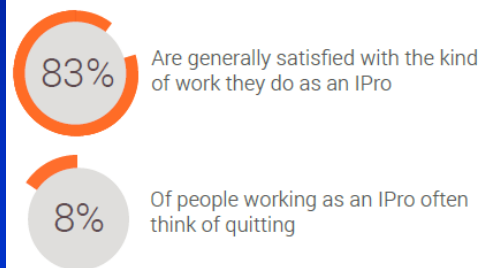 83%
Are generally satisfied with the kind
of work they do as an IPro
8%
Of people working as an IPro often
think of quitting